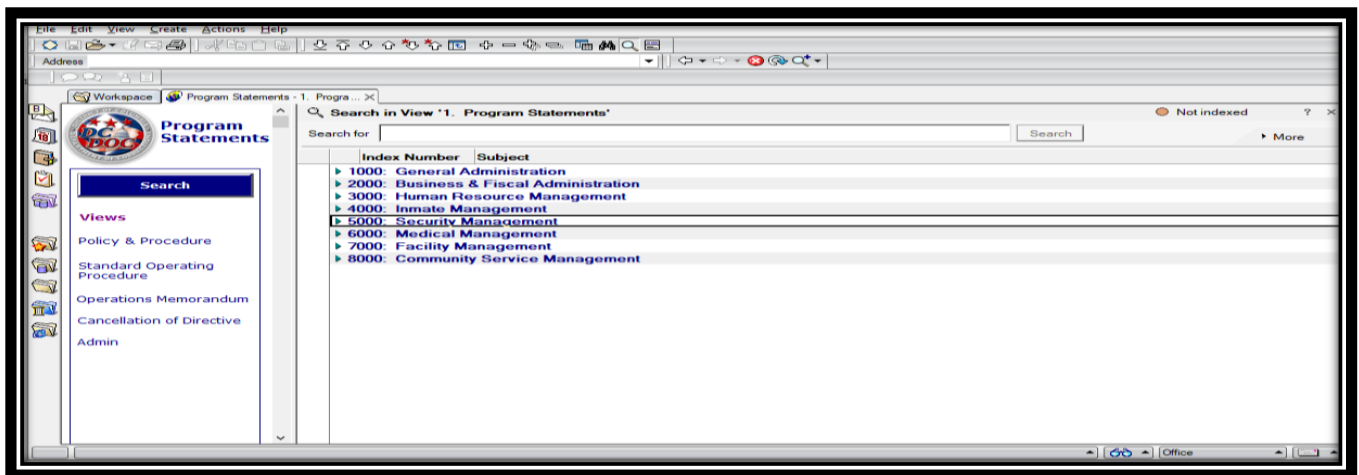 File Edit View Create Actions Help
Address
Workspace Program Statements - 1. Progra...
DC
DOC
Program
Statements
Search
Views
Policy & Procedure
Standard Operating
Procedure
Operations Memorandum
Cancellation of Directive
Admin
Search in View '1. Program Statements' Not indexed ?
Search for Search More
Index Number Subject
1000: General Administration
2000: Business & Fiscal Administration
3000: Human Resource Management
4000: Inmate Management
5000: Security Management
6000: Medical Management
7000: Facility Management
8000: Community Service Management
Office